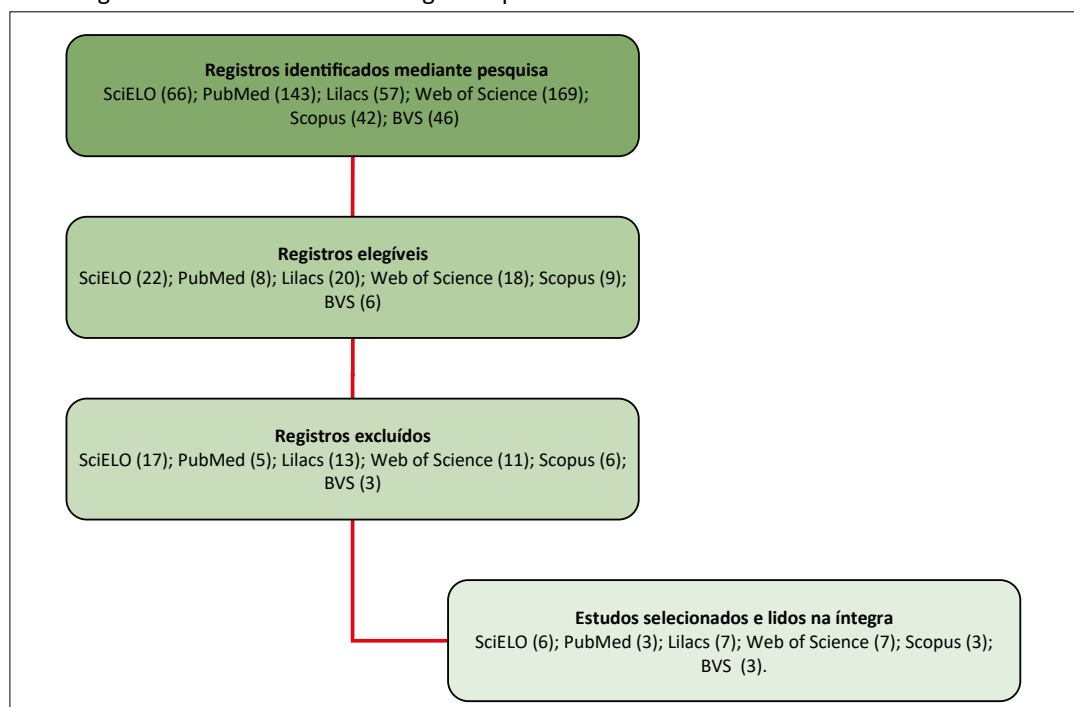 Registros identificados mediante pesquisa
SciELO (66); PubMed (143); Lilacs (57); Web of Science (169);
Scopus (42); BVS (46)
Registros elegíveis
SciELO (22); PubMed (8); Lilacs (20); Web of Science (18); Scopus (9);
BVS (6)
Registros excluídos
SciELO (17); PubMed (5); Lilacs (13); Web of Science (11); Scopus (6);
BVS (3)
Estudos selecionados e lidos na íntegra
SciELO (6); PubMed (3); Lilacs (7); Web of Science (7); Scopus (3);
BVS (3).